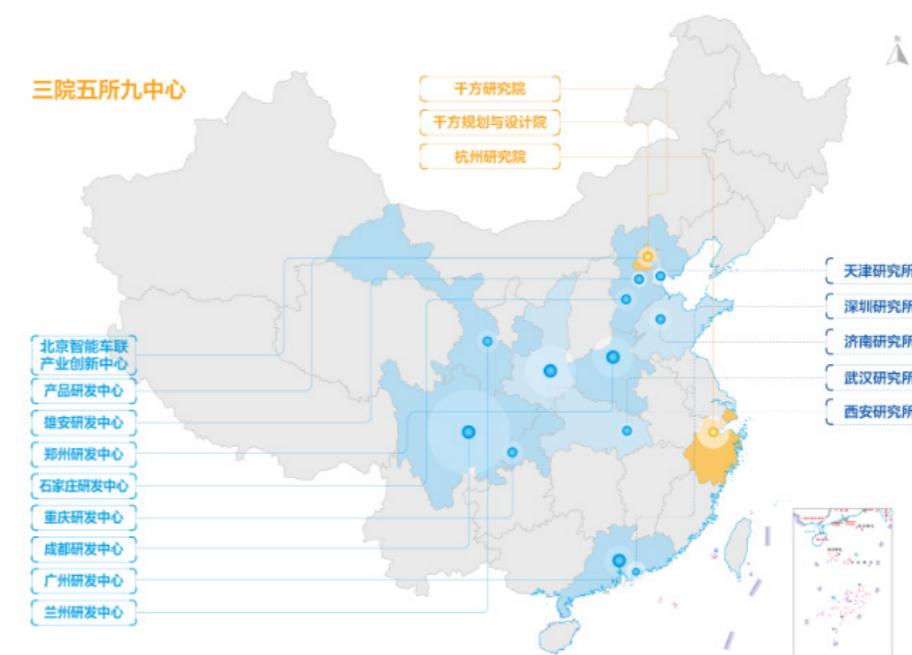 三院五所九中心
N
千方研究院
千方规划与设计院
杭州研究院
天津研究所
深圳研究所
济南研究所
武汉研究所
西安研究所
北京智能车联
产业创新中心
产品研发中心
雄安研发中心
郑州研发中心
石家庄研发中心
重庆研发中心
成都研发中心
广州研发中心
兰州研发中心